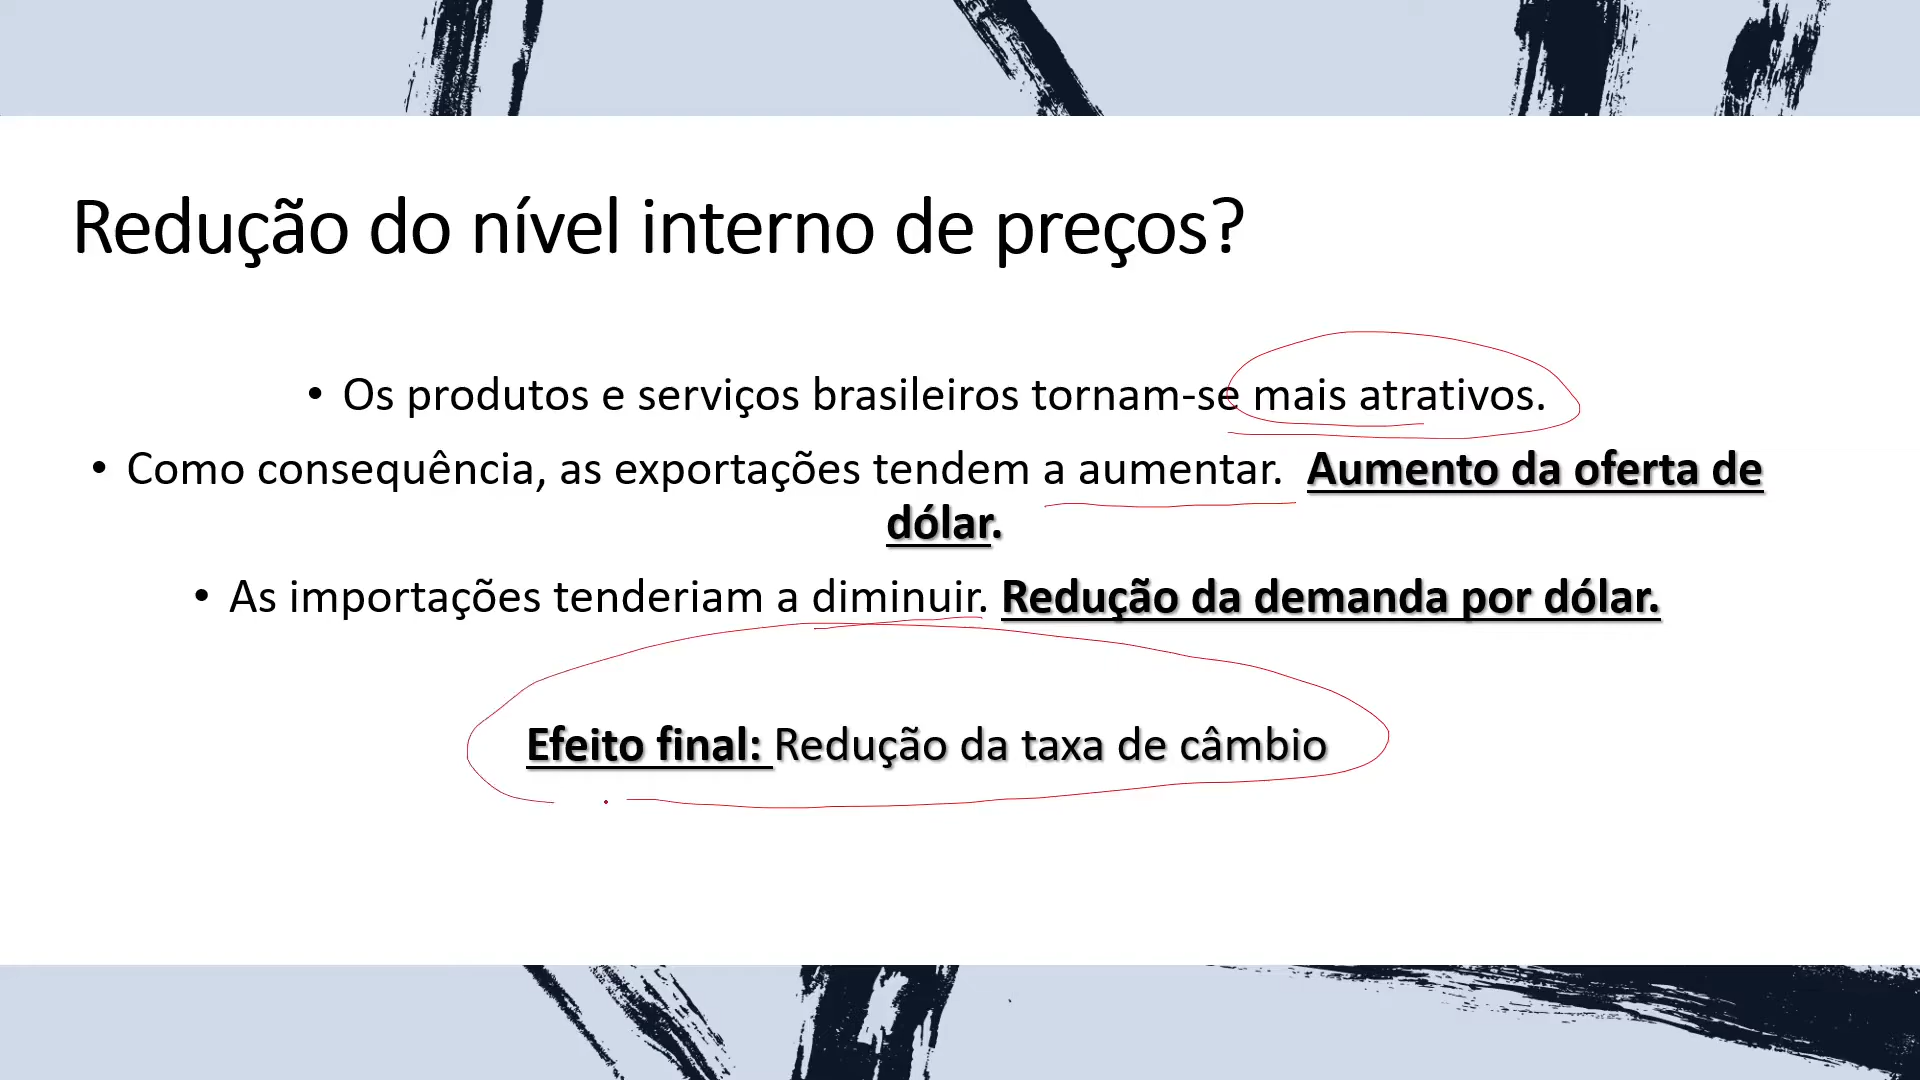 Redução do nível interno de preços?
• Os produtos e serviços brasileiros tornam-se mais atrativos.
• Como consequência, as exportações tendem a aumentar. Aumento da oferta de
dólar.
• As importações tenderiam a diminuir. Redução da demanda por dólar.
Efeito final: Redução da taxa de câmbio